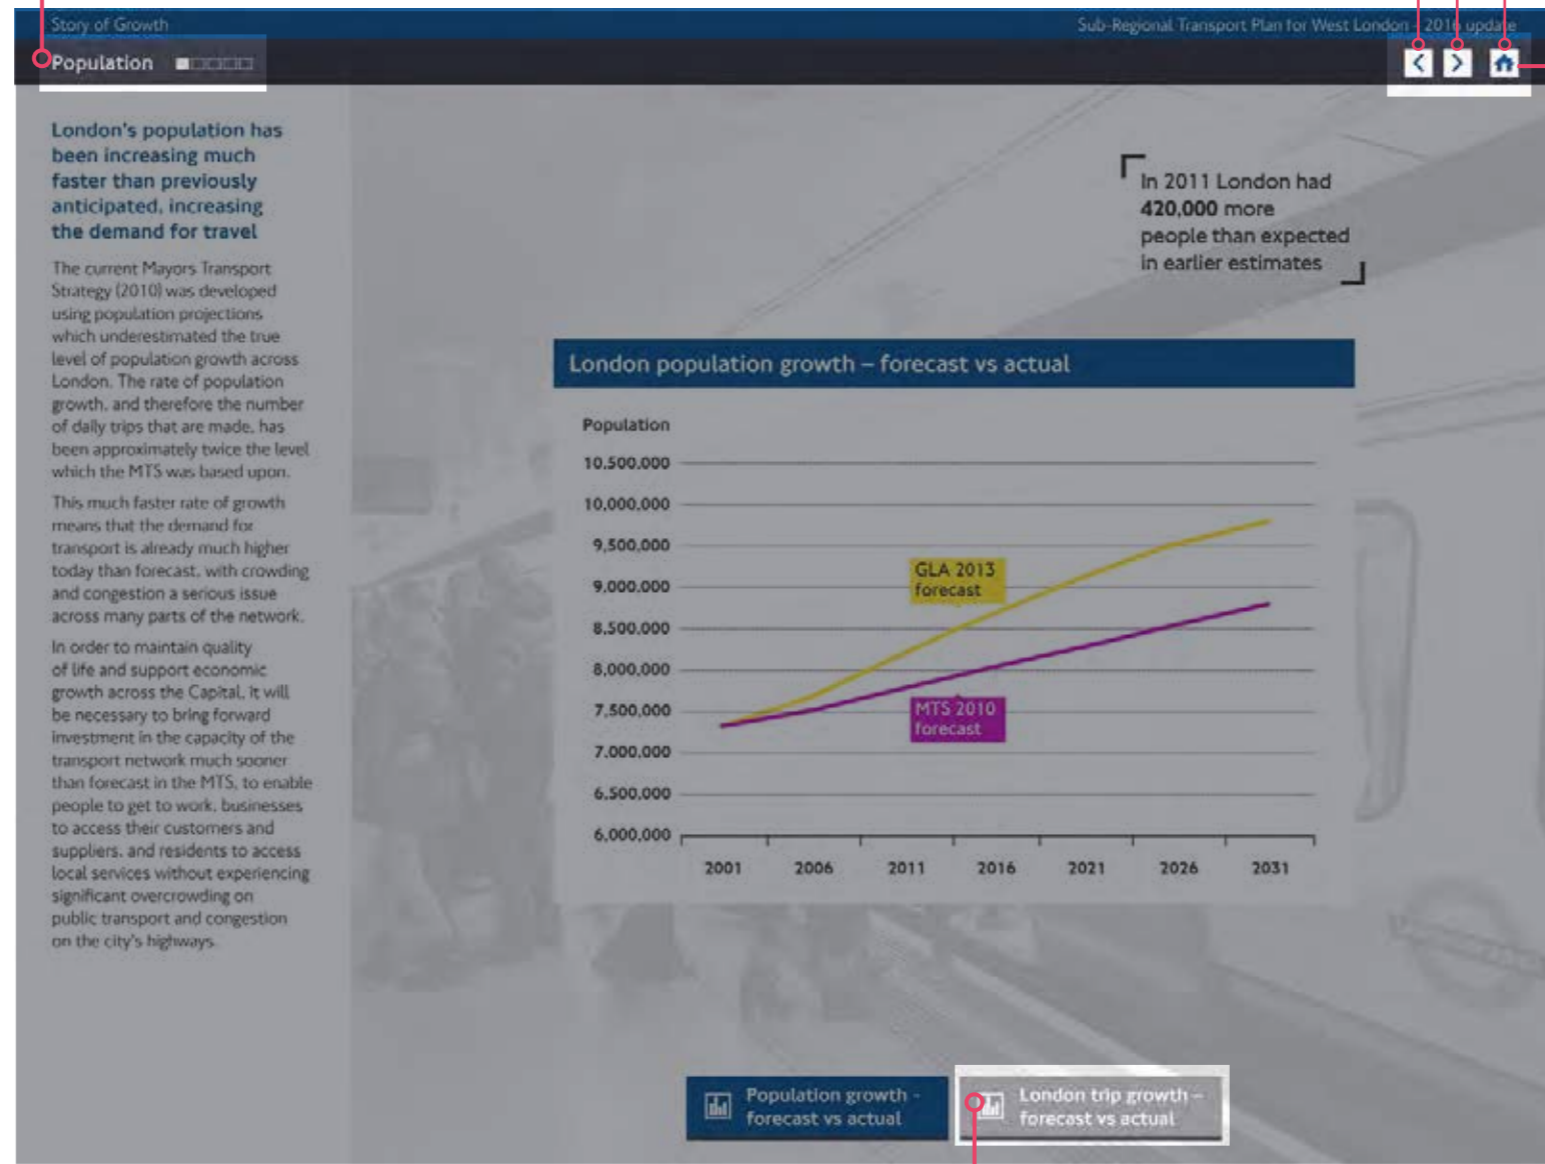 Story of Growth
Sub-Regional Transport Plan for West London - 2016 update
Population
London's population has
been increasing much
faster than previously
anticipated, increasing
the demand for travel
The current Mayors Transport
Strategy (2010) was developed
using population projections
which underestimated the true
level of population growth across
London. The rate of population
growth, and therefore the number
of daily trips that are made, has
been approximately twice the level
which the MTS was based upon.
This much faster rate of growth
means that the demand for
transport is already much higher
today than forecast, with crowding
and congestion a serious issue
across many parts of the network.
In order to maintain quality
of life and support economic
growth across the Capital, it will
be necessary to bring forward
investment in the capacity of the
transport network much sooner
than forecast in the MTS, to enable
people to get to work, businesses
to access their customers and
suppliers, and residents to access
local services without experiencing
significant overcrowding on
public transport and congestion
on the city's highways.
In 2011 London had
420,000 more
people than expected
in earlier estimates
London population growth – forecast vs actual
Population
10,500,000
10,000,000
9,500,000
9,000,000
8,500,000
8,000,000
7,500,000
7,000,000
6,500,000
6,000,000
GLA 2013
forecast
MTS 2010
forecast
2001 2006 2011 2016 2021 2026 2031
Population growth -
forecast vs actual
London trip growth –
forecast vs actual